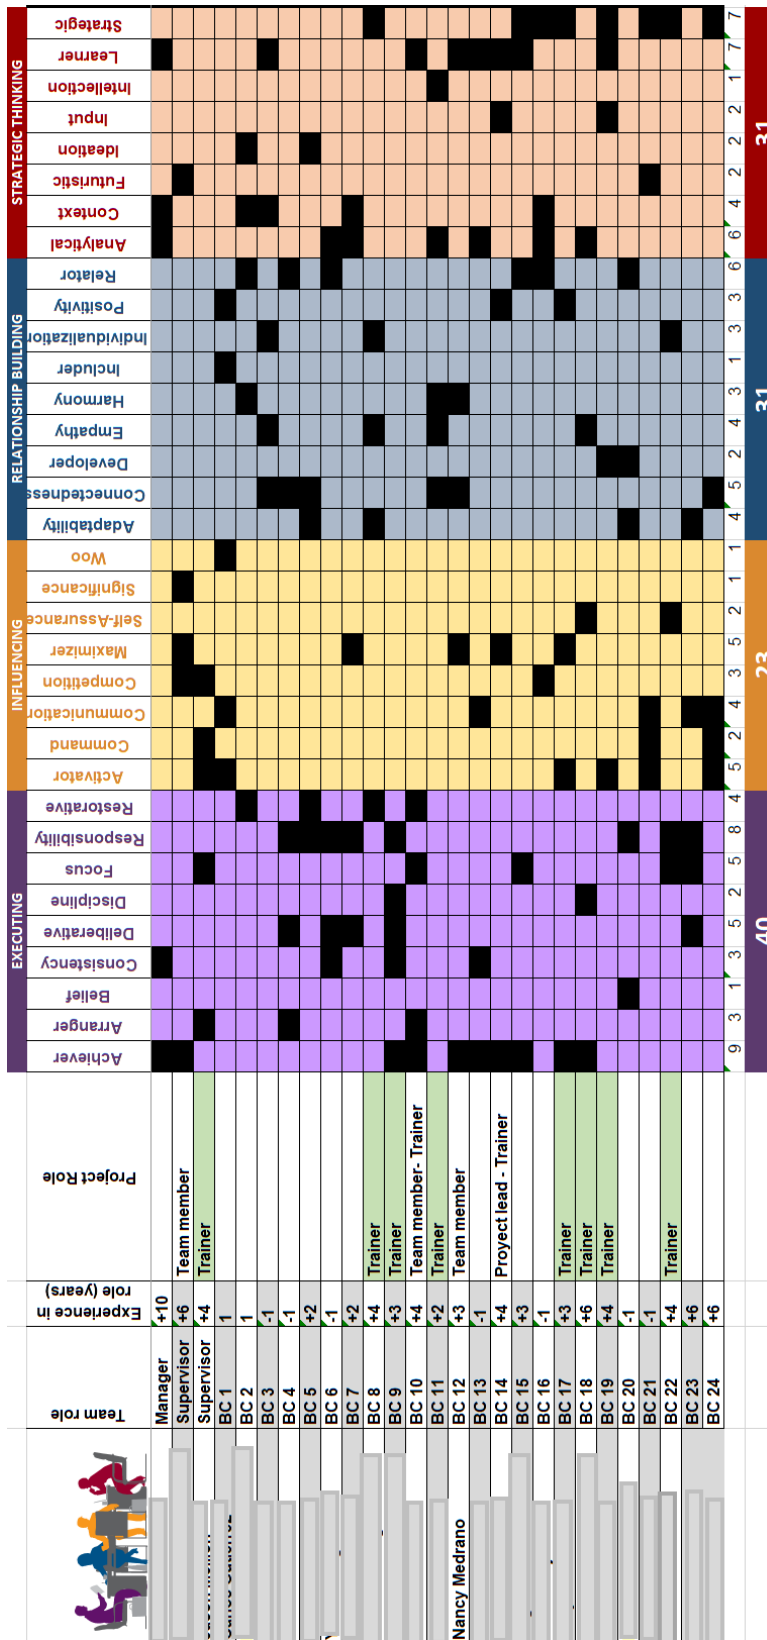 EXECUTING INFLUENCING RELATIONSHIP BUILDING STRATEGIC THINKING
Team role Experience in role (years) Project Role Achiever Arranger Belief Consistency Deliberative Discipline Focus Responsibility Restorative Activator Command Communication Competition Maximizer Self-Assurance Significance Woo Adaptability Connectedness Developer Empathy Harmony Includer Individualization Positivity Relator Analytical Context Futuristic Ideation Input Intellection Learner Strategic
Manager +10
Supervisor +6 Team member
Supervisor +4 Trainer
BC 1 1
BC 2 1
BC 3 -1
BC 4 -1
BC 5 +2
BC 6 -1
BC 7 +2
BC 8 +4 Trainer
BC 9 +3 Trainer
BC 10 +4 Team member- Trainer
BC 11 +2 Trainer
Nancy Medrano BC 12 +3 Team member
BC 13 -1
BC 14 +4 Proyect lead - Trainer
BC 15 +3
BC 16 -1
BC 17 +3 Trainer
BC 18 +6 Trainer
BC 19 +4 Trainer
BC 20 -1
BC 21 -1
BC 22 +4 Trainer
BC 23 +6
BC 24 +6
9 3 1 3 5 2 5 8 4 5 2 4 3 5 2 1 1 4 5 2 4 3 1 3 3 6 6 4 2 2 2 1 7 7
40 23 31 31